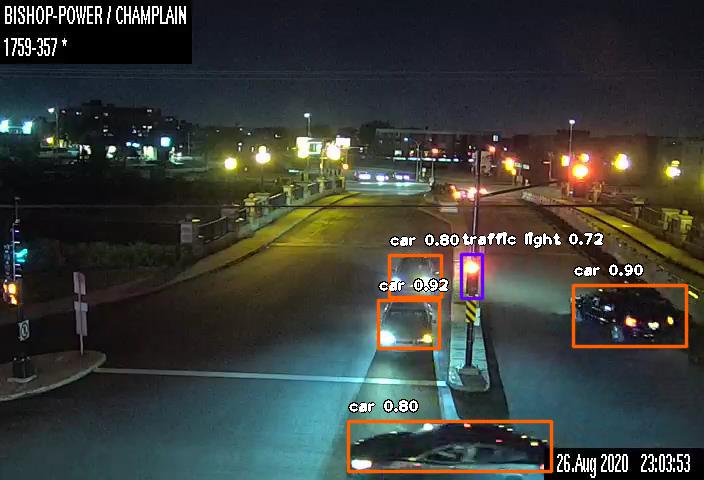 BISHOP-POWER / CHAMPLAIN
1759-357 *
car 0.80
traffic light 0.72
car 0.92
car 0.90
car 0.80
26.Aug 2020 23:03:53